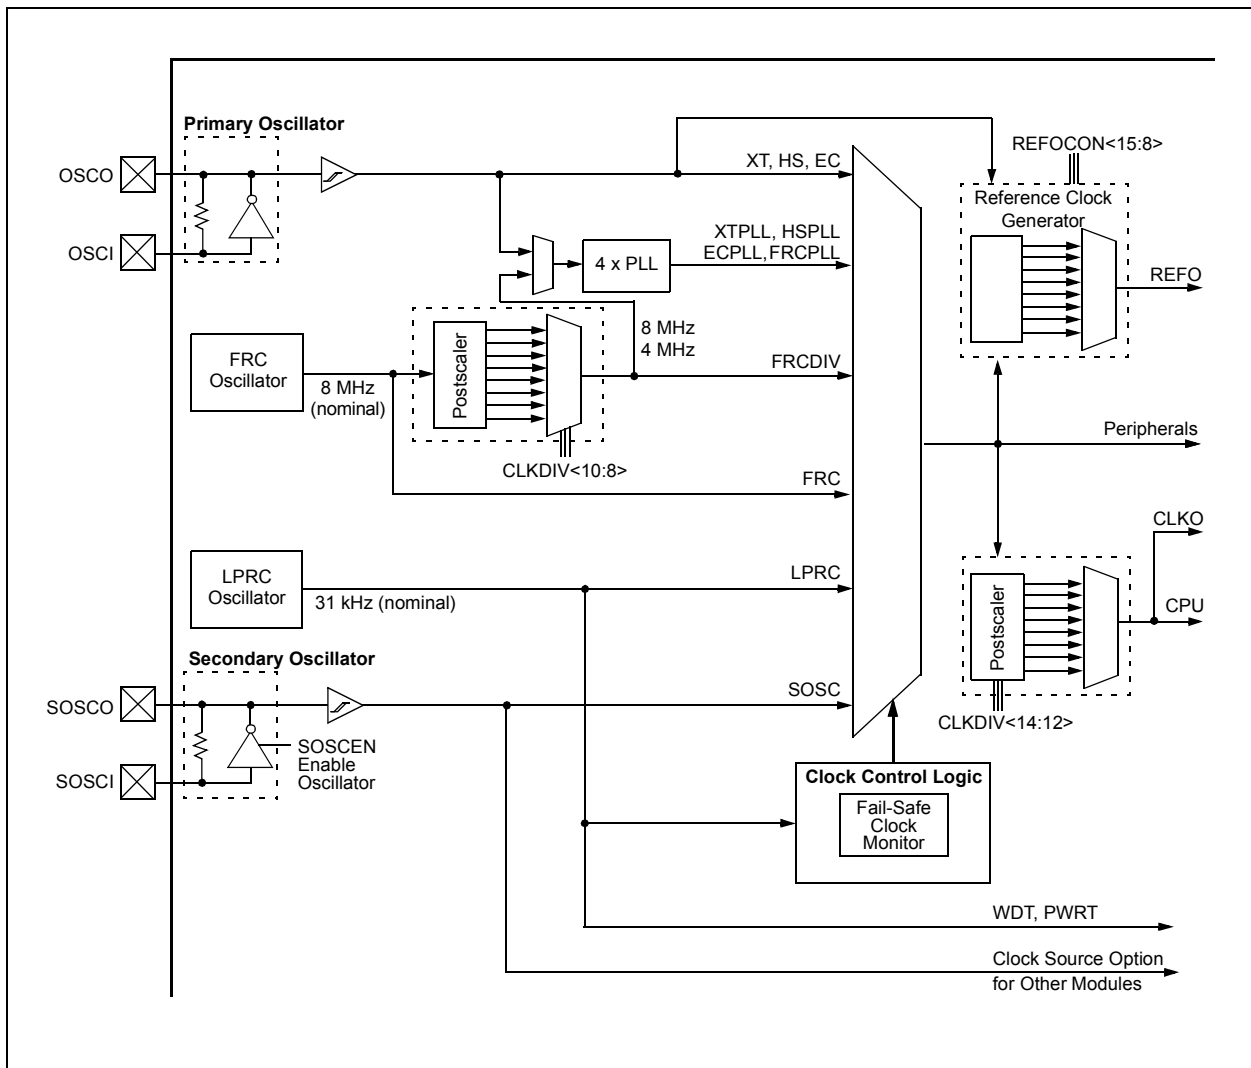 Primary Oscillator
OSCO
OSCI
XT, HS, EC
REFOCON<15:8>
Reference Clock
Generator
REFO
XTPLL, HSPLL
ECPLL,FRCPLL
4 x PLL
8 MHz
4 MHz
FRC
Oscillator
8 MHz
(nominal)
Postscaler
CLKDIV<10:8>
FRCDIV
Peripherals
FRC
CLKO
CPU
LPRC
Oscillator
31 kHz (nominal)
LPRC
Postscaler
CLKDIV<14:12>
Secondary Oscillator
SOSCO
SOSCI
SOSCEN
Enable
Oscillator
SOSC
Clock Control Logic
Fail-Safe
Clock
Monitor
WDT, PWRT
Clock Source Option
for Other Modules